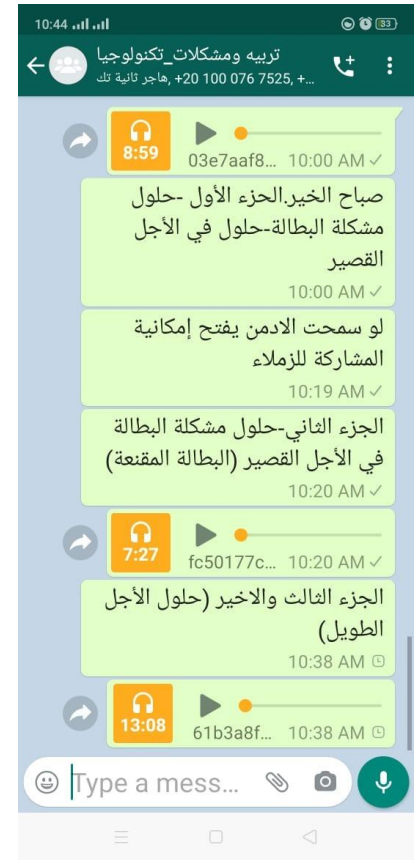 10:44
33
تربيه ومشكلات_تكنولوجيا
هاجر ثانية تك, +20 100 076 7525, +...
8:59
03e7aaf8... 10:00 AM
صباح الخير.الحزء الأول -حلول
مشكلة البطالة-حلول في الأجل
القصير
10:00 AM
لو سمحت الادمن يفتح إمكانية
المشاركة للزملاء
10:19 AM
الجزء الثاني-حلول مشكلة البطالة
في الأجل القصير (البطالة المقنعة)
10:20 AM
7:27
fc50177c... 10:20 AM
الجزء الثالث والاخير (حلول الأجل
الطويل)
10:38 AM
13:08
61b3a8f... 10:38 AM
Type a mess...